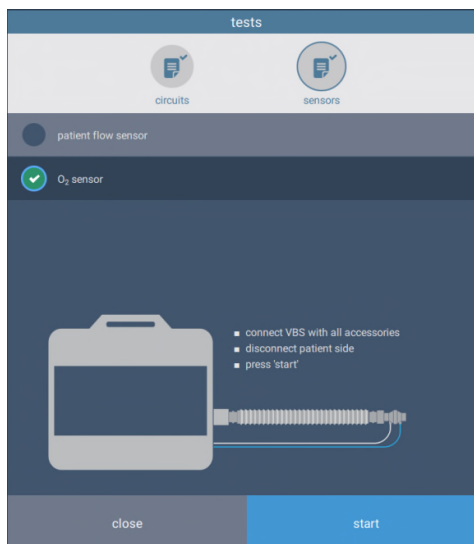 tests
circuits
sensors
patient flow sensor
O₂ sensor
▪ connect VBS with all accessories
▪ disconnect patient side
▪ press 'start'
close
start